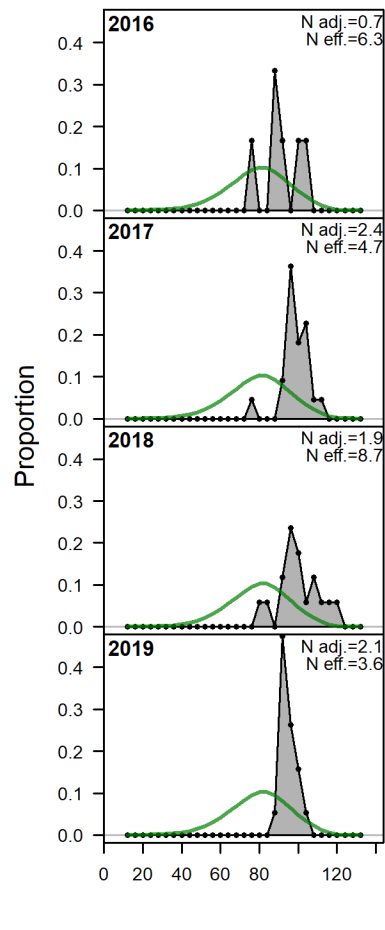 2016
N adj.=0.7
N eff.=6.3
0.4
0.3
0.2
0.1
0.0
2017
N adj.=2.4
N eff.=4.7
0.4
0.3
0.2
0.1
0.0
Proportion
2018
N adj.=1.9
N eff.=8.7
0.4
0.3
0.2
0.1
0.0
2019
N adj.=2.1
N eff.=3.6
0.4
0.3
0.2
0.1
0.0
0 20 40 60 80 120